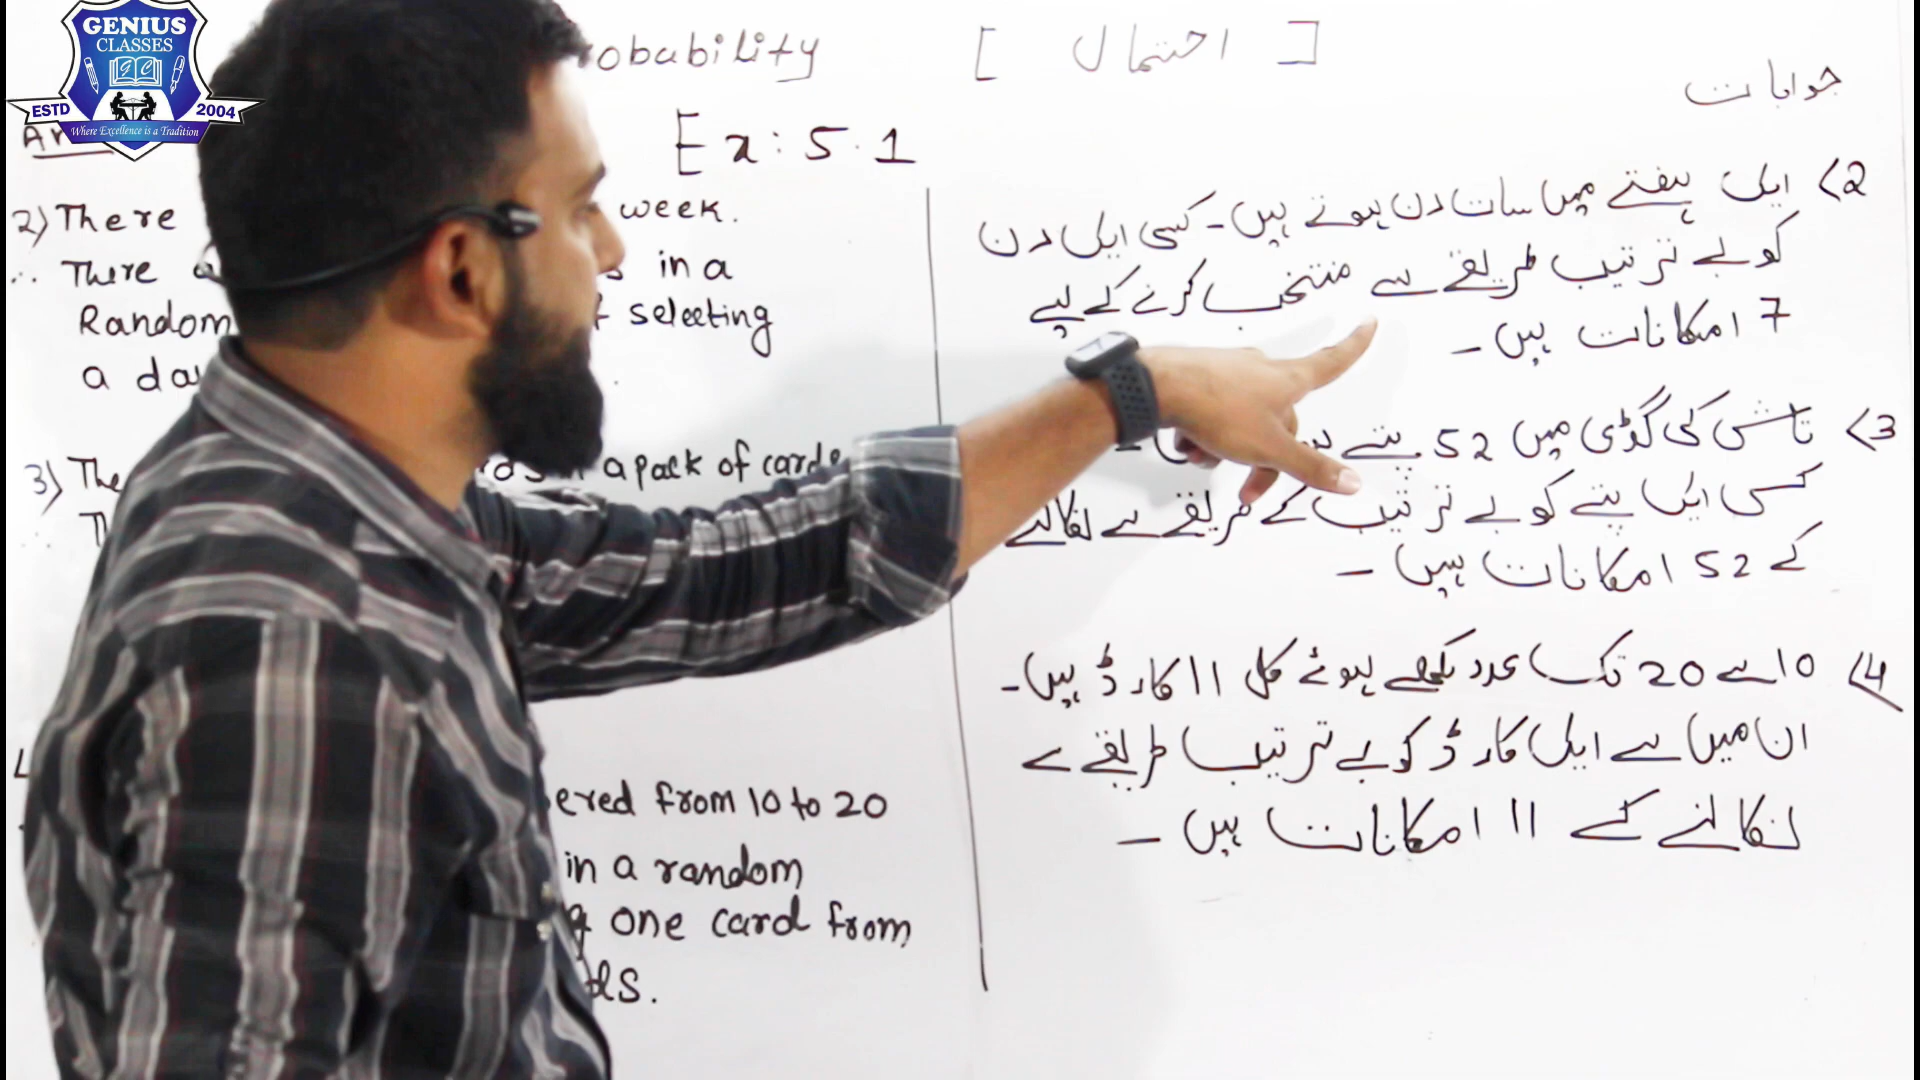 GENIUS
CLASSES
GC
ESTD 2004
Where Excellence is a Tradition
robability [ احتمال ]
Ex: 5.1
2) There week.
∴ There in a
Random selecting
a da
3) The a pack of cards
ered from 10 to 20
in a random
one card from
ds.
جوابات
2> ایک ہفتے میں سات دن ہوتے ہیں۔ کسی ایک دن
کو بے ترتیب طریقے سے منتخب کرنے کے لیے
7 امکانات ہیں۔
3> تاش کی گڈی میں 52 پتے
کسی ایک پتے کو بے ترتیب کے طریقے سے نکالنے
کے 52 امکانات ہیں۔
4> 10 سے 20 تک عدد لکھے ہوئے کل 11 کارڈ ہیں۔
ان میں سے ایک کارڈ کو بے ترتیب طریقے سے
نکالنے کے 11 امکانات ہیں۔